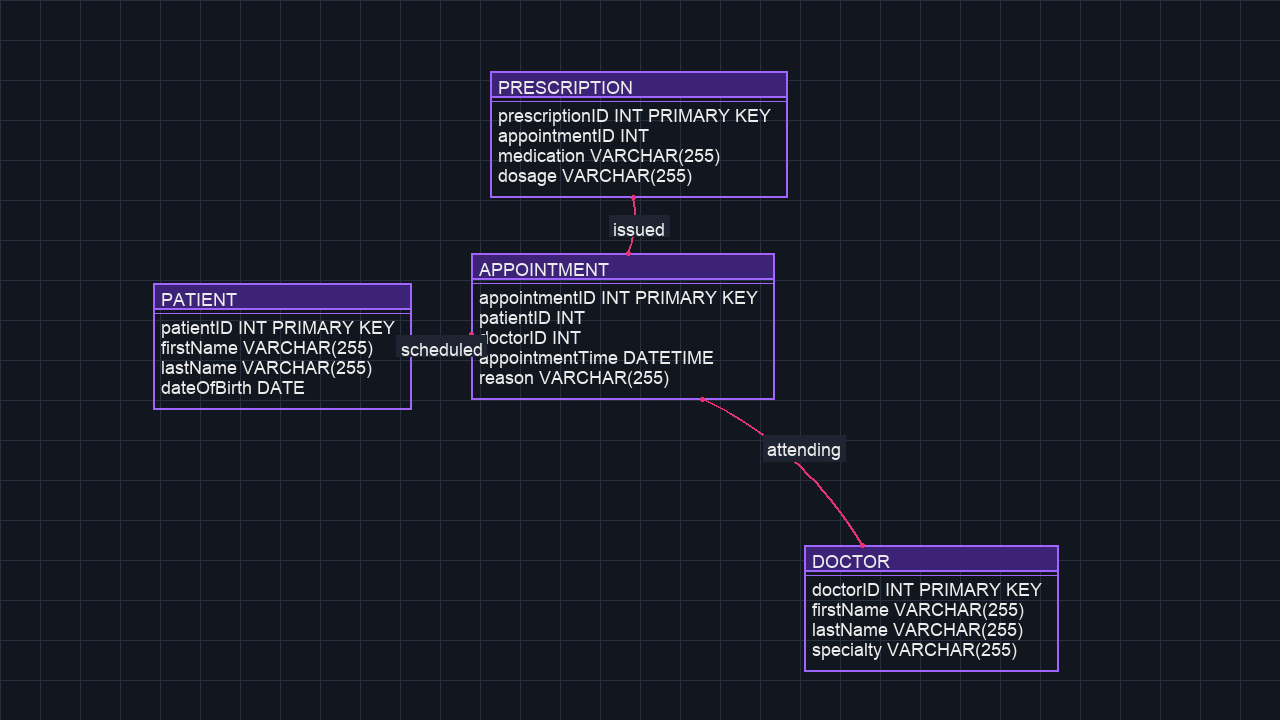 PRESCRIPTION
prescriptionID INT PRIMARY KEY
appointmentID INT
medication VARCHAR(255)
dosage VARCHAR(255)
issued
APPOINTMENT
appointmentID INT PRIMARY KEY
patientID INT
doctorID INT
appointmentTime DATETIME
reason VARCHAR(255)
PATIENT
patientID INT PRIMARY KEY
firstName VARCHAR(255)
lastName VARCHAR(255)
dateOfBirth DATE
scheduled
attending
DOCTOR
doctorID INT PRIMARY KEY
firstName VARCHAR(255)
lastName VARCHAR(255)
specialty VARCHAR(255)